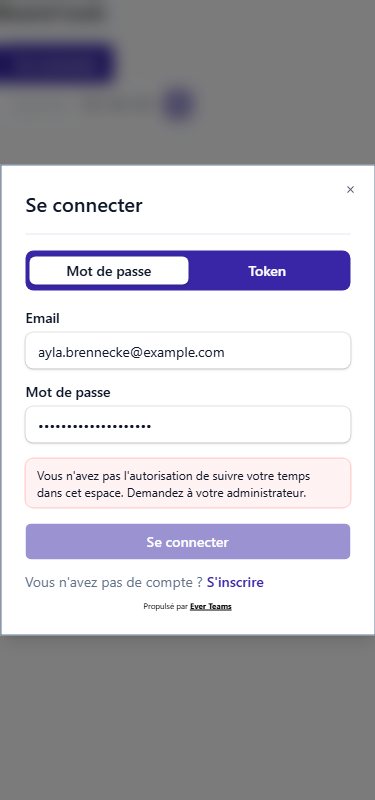 ×
Se connecter
Mot de passe
Token
Email
ayla.brennecke@example.com
Mot de passe
••••••••••••••••••••
Vous n'avez pas l'autorisation de suivre votre temps
dans cet espace. Demandez à votre administrateur.
Se connecter
Vous n'avez pas de compte ? S'inscrire
Propulsé par Ever Teams